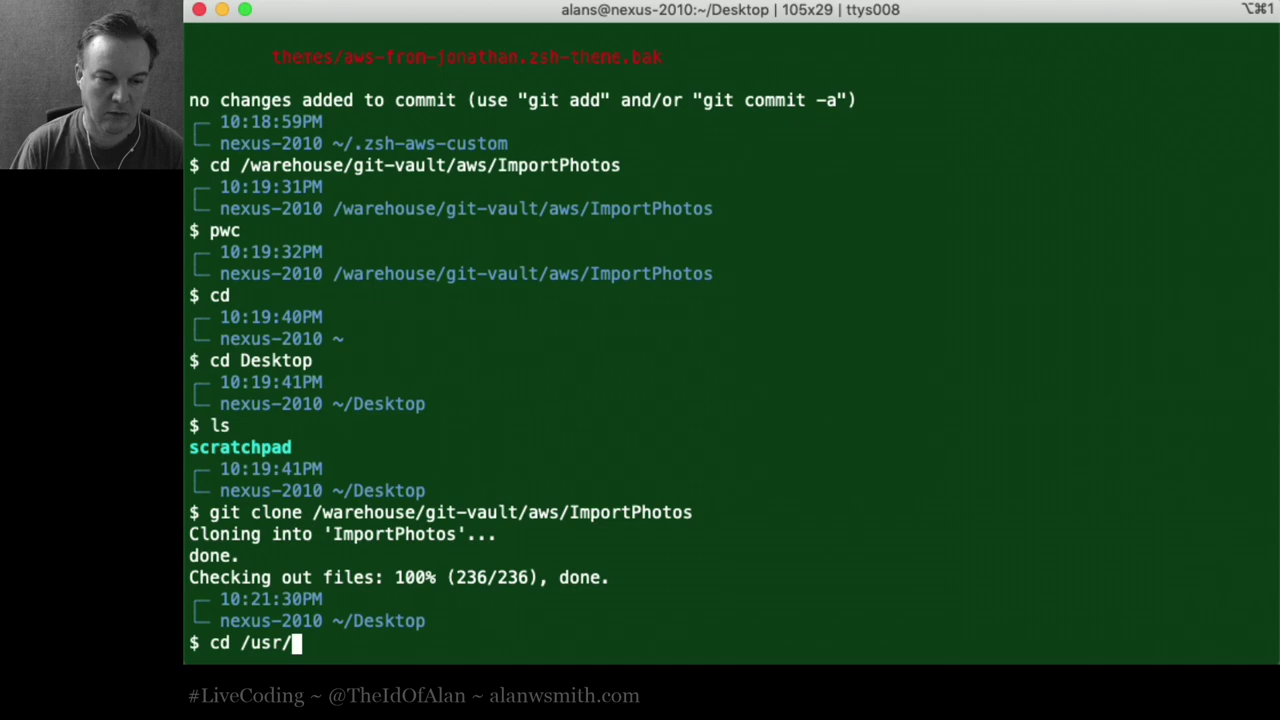 alans@nexus-2010:~/Desktop | 105x29 | ttys008
⌥⌘1
themes/aws-from-jonathan.zsh-theme.bak
no changes added to commit (use "git add" and/or "git commit -a")
10:18:59PM
nexus-2010 ~/.zsh-aws-custom
$ cd /warehouse/git-vault/aws/ImportPhotos
10:19:31PM
nexus-2010 /warehouse/git-vault/aws/ImportPhotos
$ pwc
10:19:32PM
nexus-2010 /warehouse/git-vault/aws/ImportPhotos
$ cd
10:19:40PM
nexus-2010 ~
$ cd Desktop
10:19:41PM
nexus-2010 ~/Desktop
$ ls
scratchpad
10:19:41PM
nexus-2010 ~/Desktop
$ git clone /warehouse/git-vault/aws/ImportPhotos
Cloning into 'ImportPhotos'...
done.
Checking out files: 100% (236/236), done.
10:21:30PM
nexus-2010 ~/Desktop
$ cd /usr/
#LiveCoding ~ @TheIdOfAlan ~ alanwsmith.com